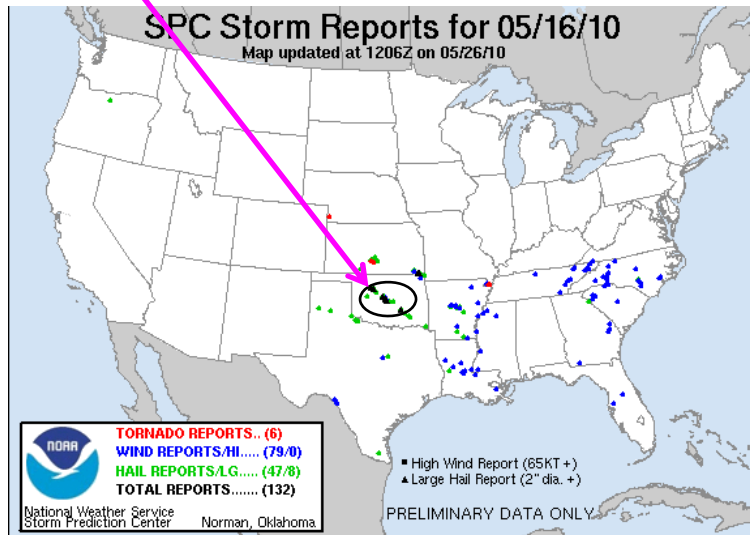 SPC Storm Reports for 05/16/10
Map updated at 1206Z on 05/26/10
NOAA
TORNADO REPORTS.. (6)
WIND REPORTS/HI..... (79/0)
HAIL REPORTS/LG..... (47/8)
TOTAL REPORTS....... (132)
National Weather Service
Storm Prediction Center Norman, Oklahoma
■ High Wind Report (65KT +)
▲ Large Hail Report (2" dia. +)
PRELIMINARY DATA ONLY